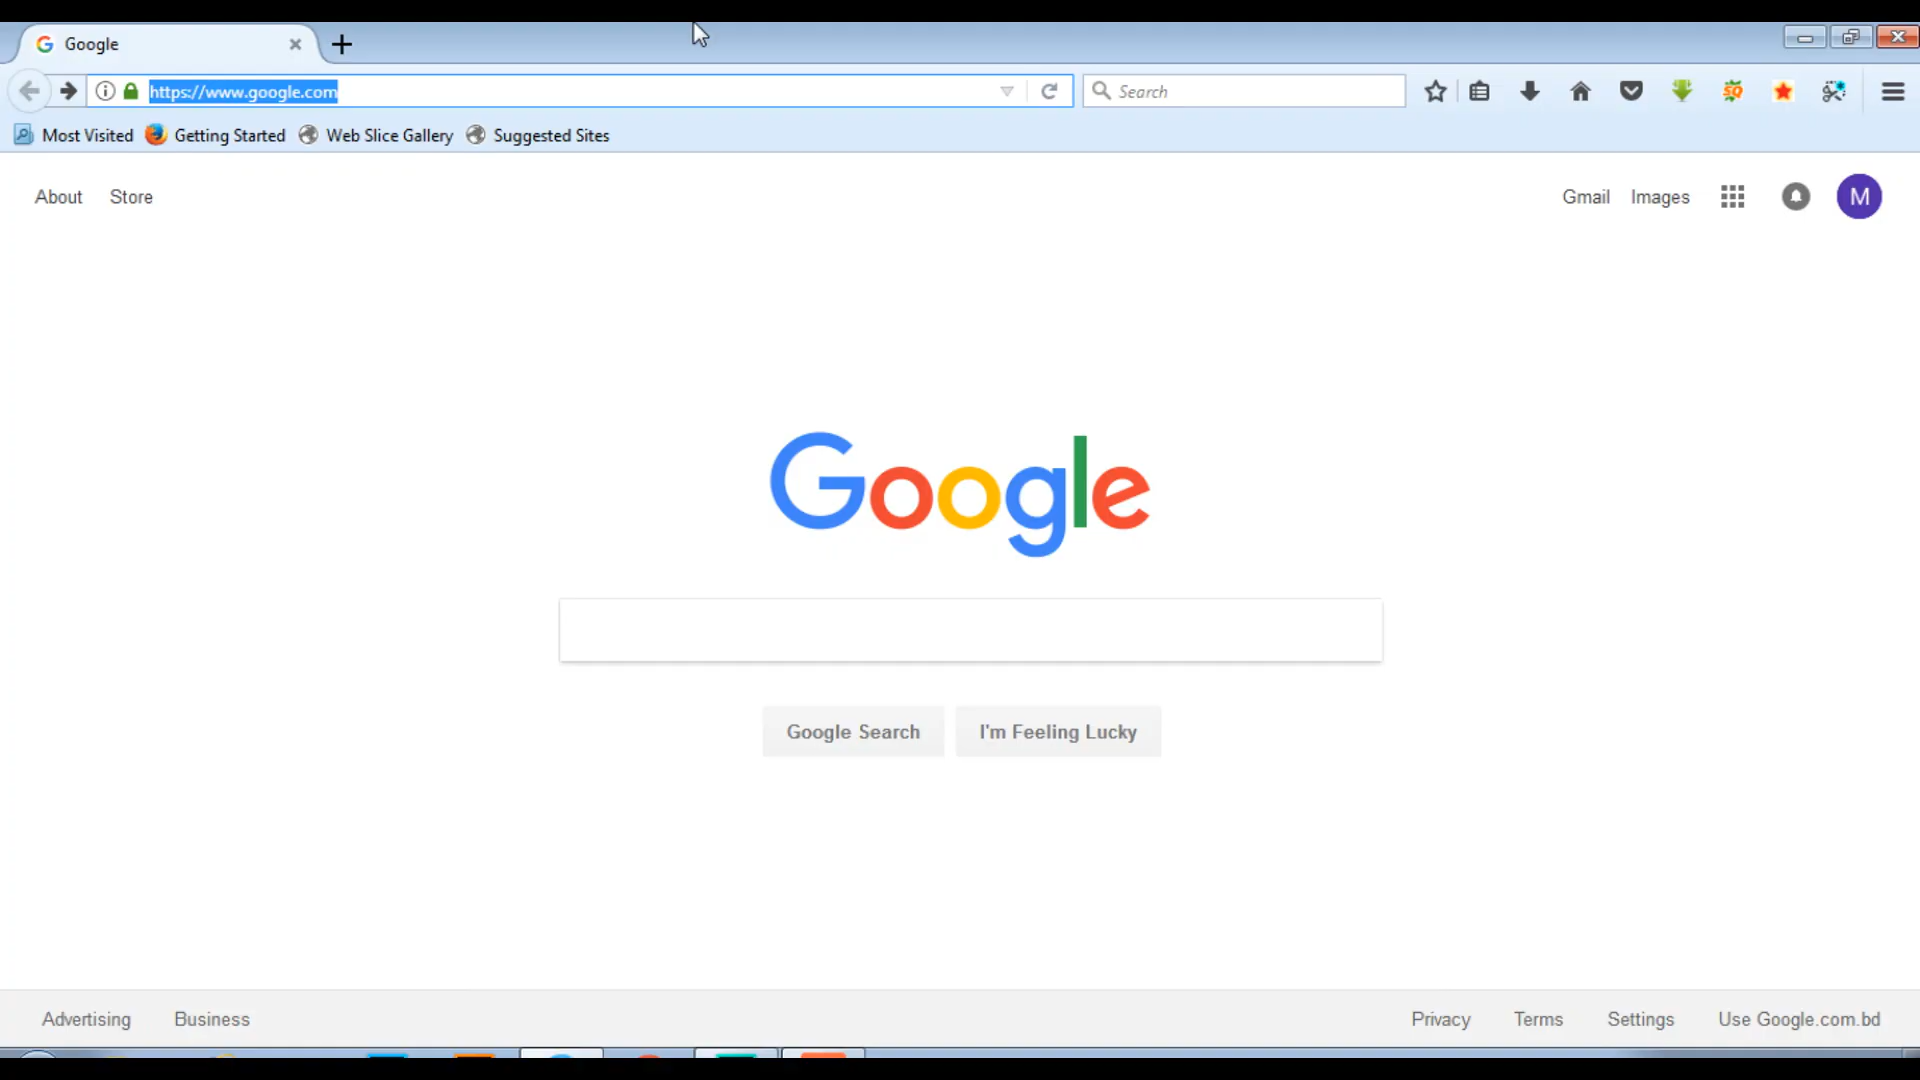 Google
https://www.google.com
Search
Most Visited Getting Started Web Slice Gallery Suggested Sites
About Store Gmail Images M
Google
Google Search I'm Feeling Lucky
Advertising Business Privacy Terms Settings Use Google.com.bd